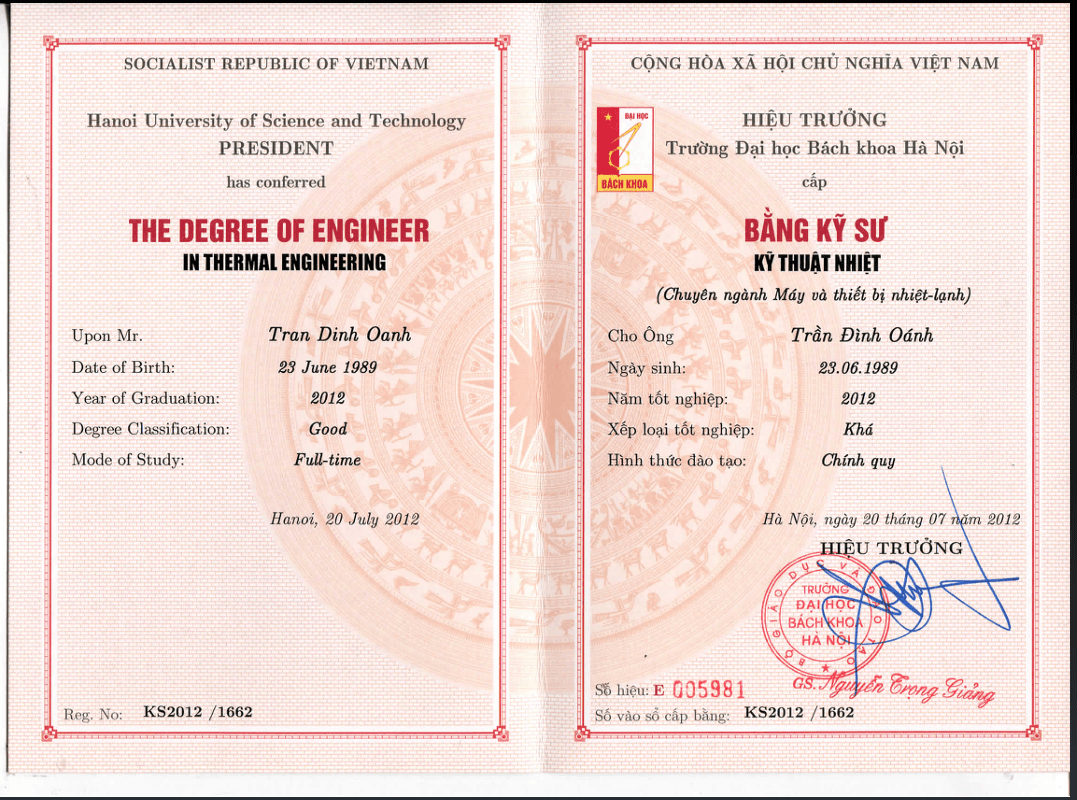 SOCIALIST REPUBLIC OF VIETNAM
Hanoi University of Science and Technology
PRESIDENT
has conferred
THE DEGREE OF ENGINEER
IN THERMAL ENGINEERING
Upon Mr. Tran Dinh Oanh
Date of Birth: 23 June 1989
Year of Graduation: 2012
Degree Classification: Good
Mode of Study: Full-time
Hanoi, 20 July 2012
Reg. No: KS2012 /1662
CỘNG HÒA XÃ HỘI CHỦ NGHĨA VIỆT NAM
ĐẠI HỌC
BÁCH KHOA
HIỆU TRƯỞNG
Trường Đại học Bách khoa Hà Nội
cấp
BẰNG KỸ SƯ
KỸ THUẬT NHIỆT
(Chuyên ngành Máy và thiết bị nhiệt-lạnh)
Cho Ông Trần Đình Oánh
Ngày sinh: 23.06.1989
Năm tốt nghiệp: 2012
Xếp loại tốt nghiệp: Khá
Hình thức đào tạo: Chính quy
Hà Nội, ngày 20 tháng 07 năm 2012
HIỆU TRƯỞNG
BỘ GIÁO DỤC VÀ ĐÀO TẠO
TRƯỜNG
ĐẠI HỌC
BÁCH KHOA
HÀ NỘI
GS. Nguyễn Trọng Giảng
Số hiệu: E 005981
Số vào sổ cấp bằng: KS2012 /1662